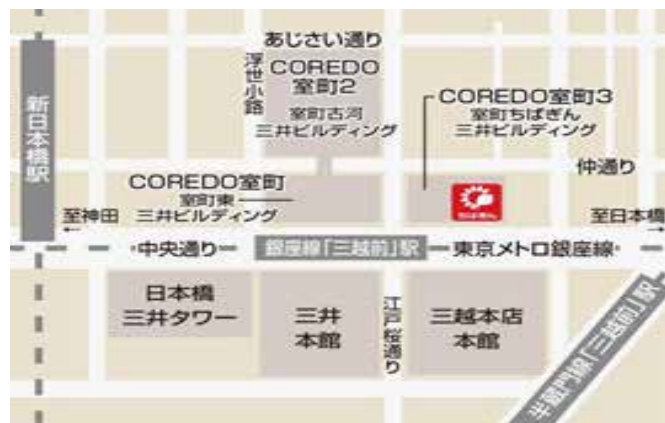 あじさい通り
浮世小路
COREDO
室町2
室町古河
三井ビルディング
COREDO室町3
室町ちばぎん
三井ビルディング
新日本橋駅
仲通り
COREDO室町
室町東
三井ビルディング
至神田
←
ちばぎん
至日本橋
→
中央通り
銀座線「三越前」駅
東京メトロ銀座線
日本橋
三井タワー
三井
本館
江戸桜通り
三越本店
本館
半蔵門線「三越前」駅